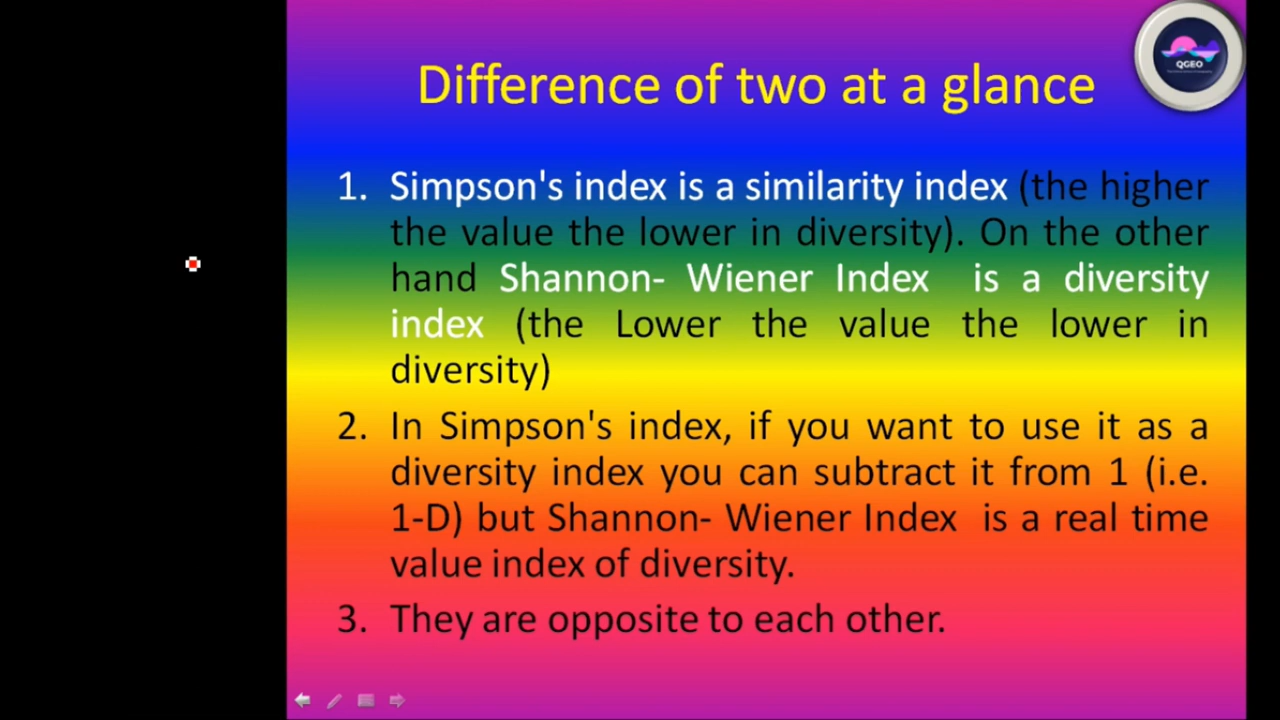 QGEO
Difference of two at a glance
1. Simpson's index is a similarity index (the higher
the value the lower in diversity). On the other
hand Shannon- Wiener Index is a diversity
index (the Lower the value the lower in
diversity)
2. In Simpson's index, if you want to use it as a
diversity index you can subtract it from 1 (i.e.
1-D) but Shannon- Wiener Index is a real time
value index of diversity.
3. They are opposite to each other.